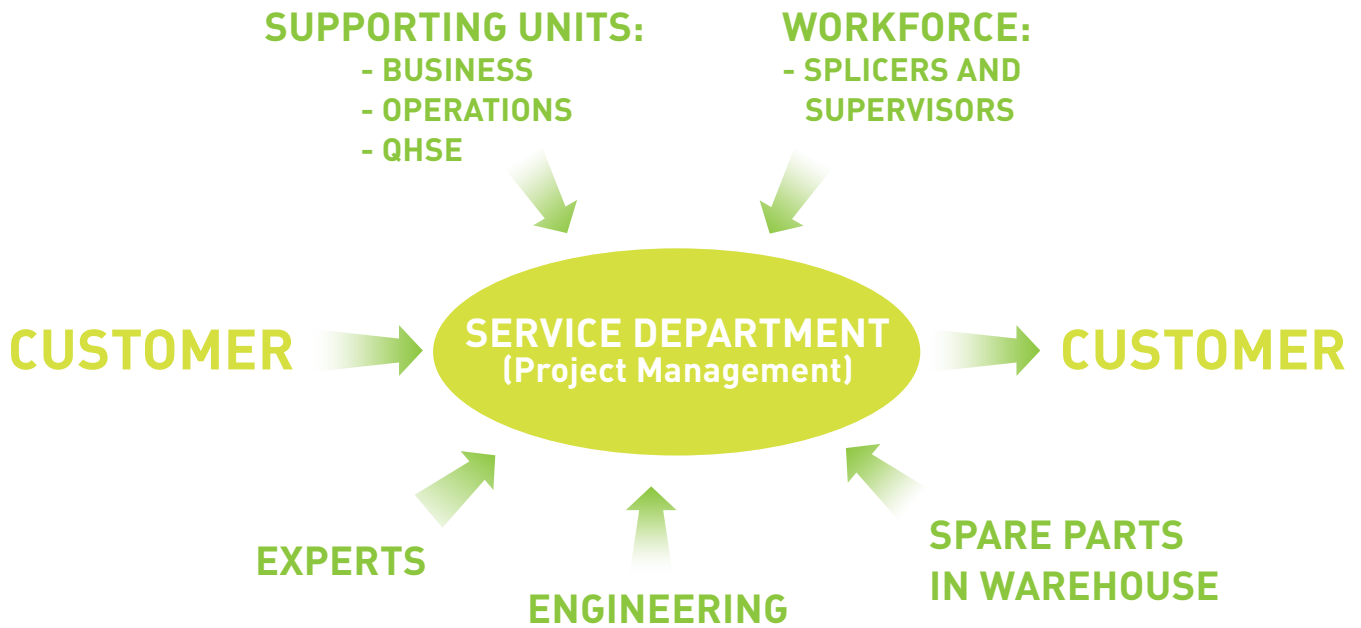 SUPPORTING UNITS:
- BUSINESS
- OPERATIONS
- QHSE
WORKFORCE:
- SPLICERS AND
SUPERVISORS
CUSTOMER
SERVICE DEPARTMENT
(Project Management)
CUSTOMER
EXPERTS
ENGINEERING
SPARE PARTS
IN WAREHOUSE